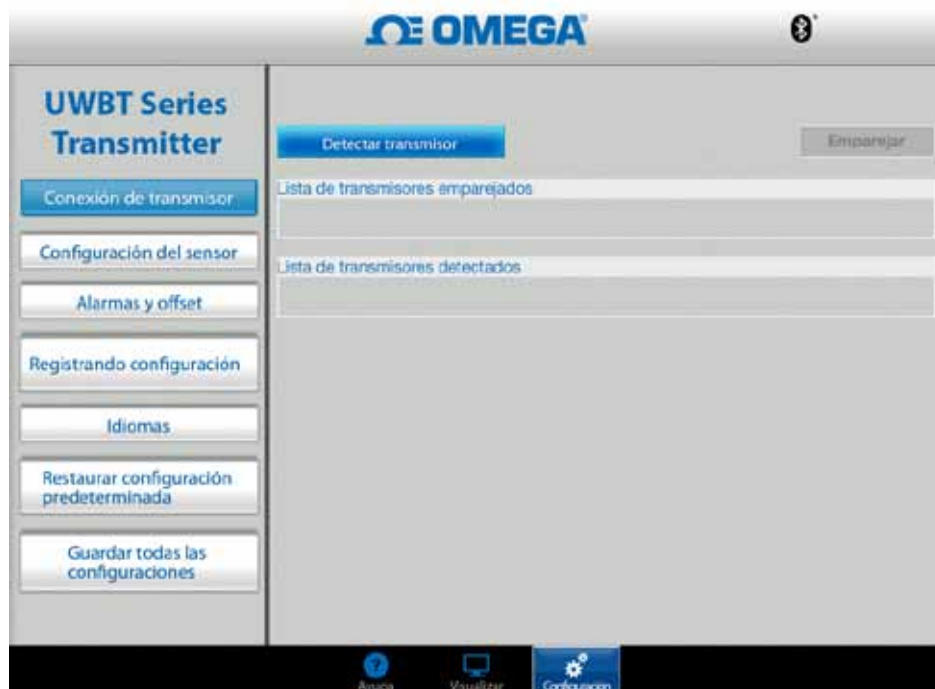 OMEGA
UWBT Series
Transmitter
Conexión de transmisor
Configuración del sensor
Alarmas y offset
Registrando configuración
Idiomas
Restaurar configuración
predeterminada
Guardar todas las
configuraciones
Detectar transmisor
Emparejar
Lista de transmisores emparejados
Lista de transmisores detectados
Ayuda
Visualizar
Configuración